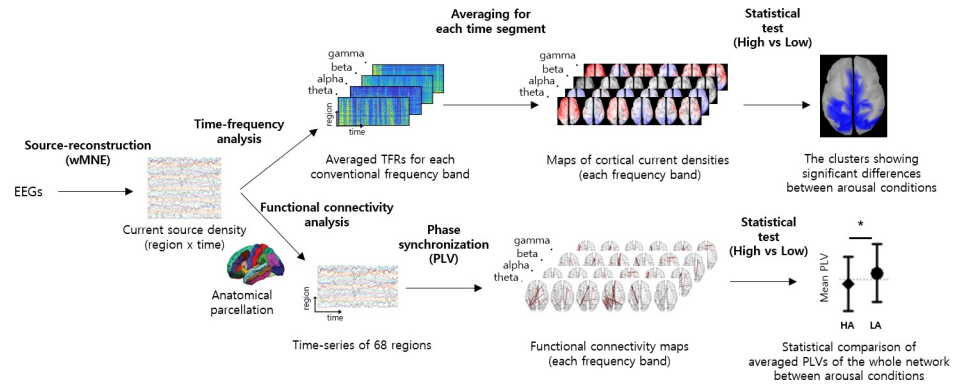 EEGs
Source-reconstruction
(wMNE)
Current source density
(region x time)
Time-frequency
analysis
gamma
beta
alpha
theta
region
time
Averaged TFRs for each
conventional frequency band
Averaging for
each time segment
gamma
beta
alpha
theta
Maps of cortical current densities
(each frequency band)
Statistical
test
(High vs Low)
The clusters showing
significant differences
between arousal conditions
Functional connectivity
analysis
Anatomical
parcellation
region
time
Time-series of 68 regions
Phase
synchronization
(PLV)
gamma
beta
alpha
theta
Functional connectivity maps
(each frequency band)
Statistical
test
(High vs Low)
*
Mean PLV
HA LA
Statistical comparison of
averaged PLVs of the whole network
between arousal conditions